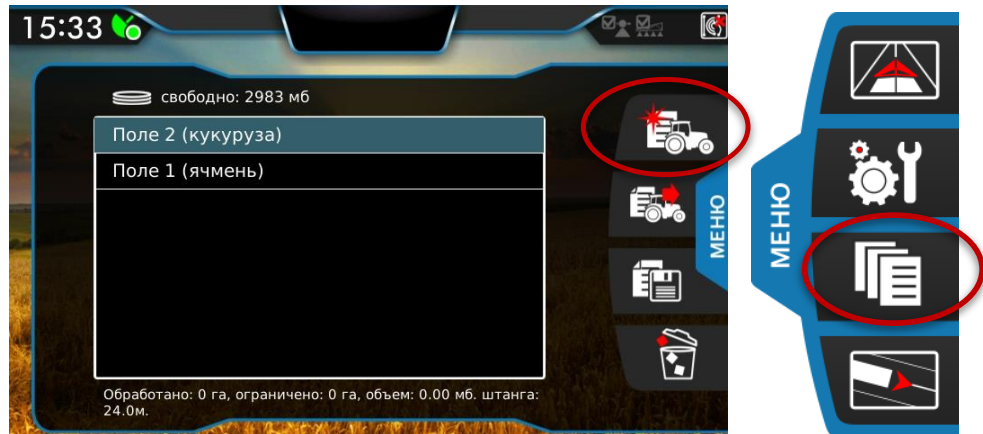 15:33
свободно: 2983 мб
Поле 2 (кукуруза)
Поле 1 (ячмень)
МЕНЮ
Обработано: 0 га, ограничено: 0 га, объем: 0.00 мб. штанга:
24.0м.
МЕНЮ